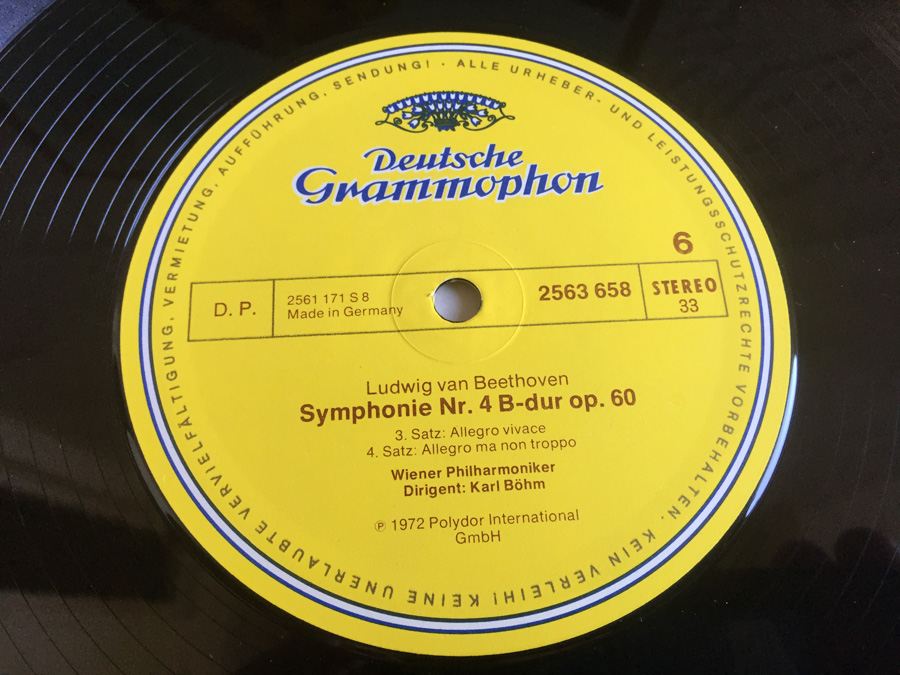 ALLE URHEBER- UND LEISTUNGSSCHUTZRECHTE VORBEHALTEN. KEIN VERLEIH! KEINE UNERLAUBTE VERVIELFÄLTIGUNG, VERMIETUNG, AUFFÜHRUNG, SENDUNG! ·
Deutsche
Grammophon
6
D. P.
2561 171 S 8
Made in Germany
2563 658
STEREO
33
Ludwig van Beethoven
Symphonie Nr. 4 B-dur op. 60
3. Satz: Allegro vivace
4. Satz: Allegro ma non troppo
Wiener Philharmoniker
Dirigent: Karl Böhm
℗ 1972 Polydor International
GmbH